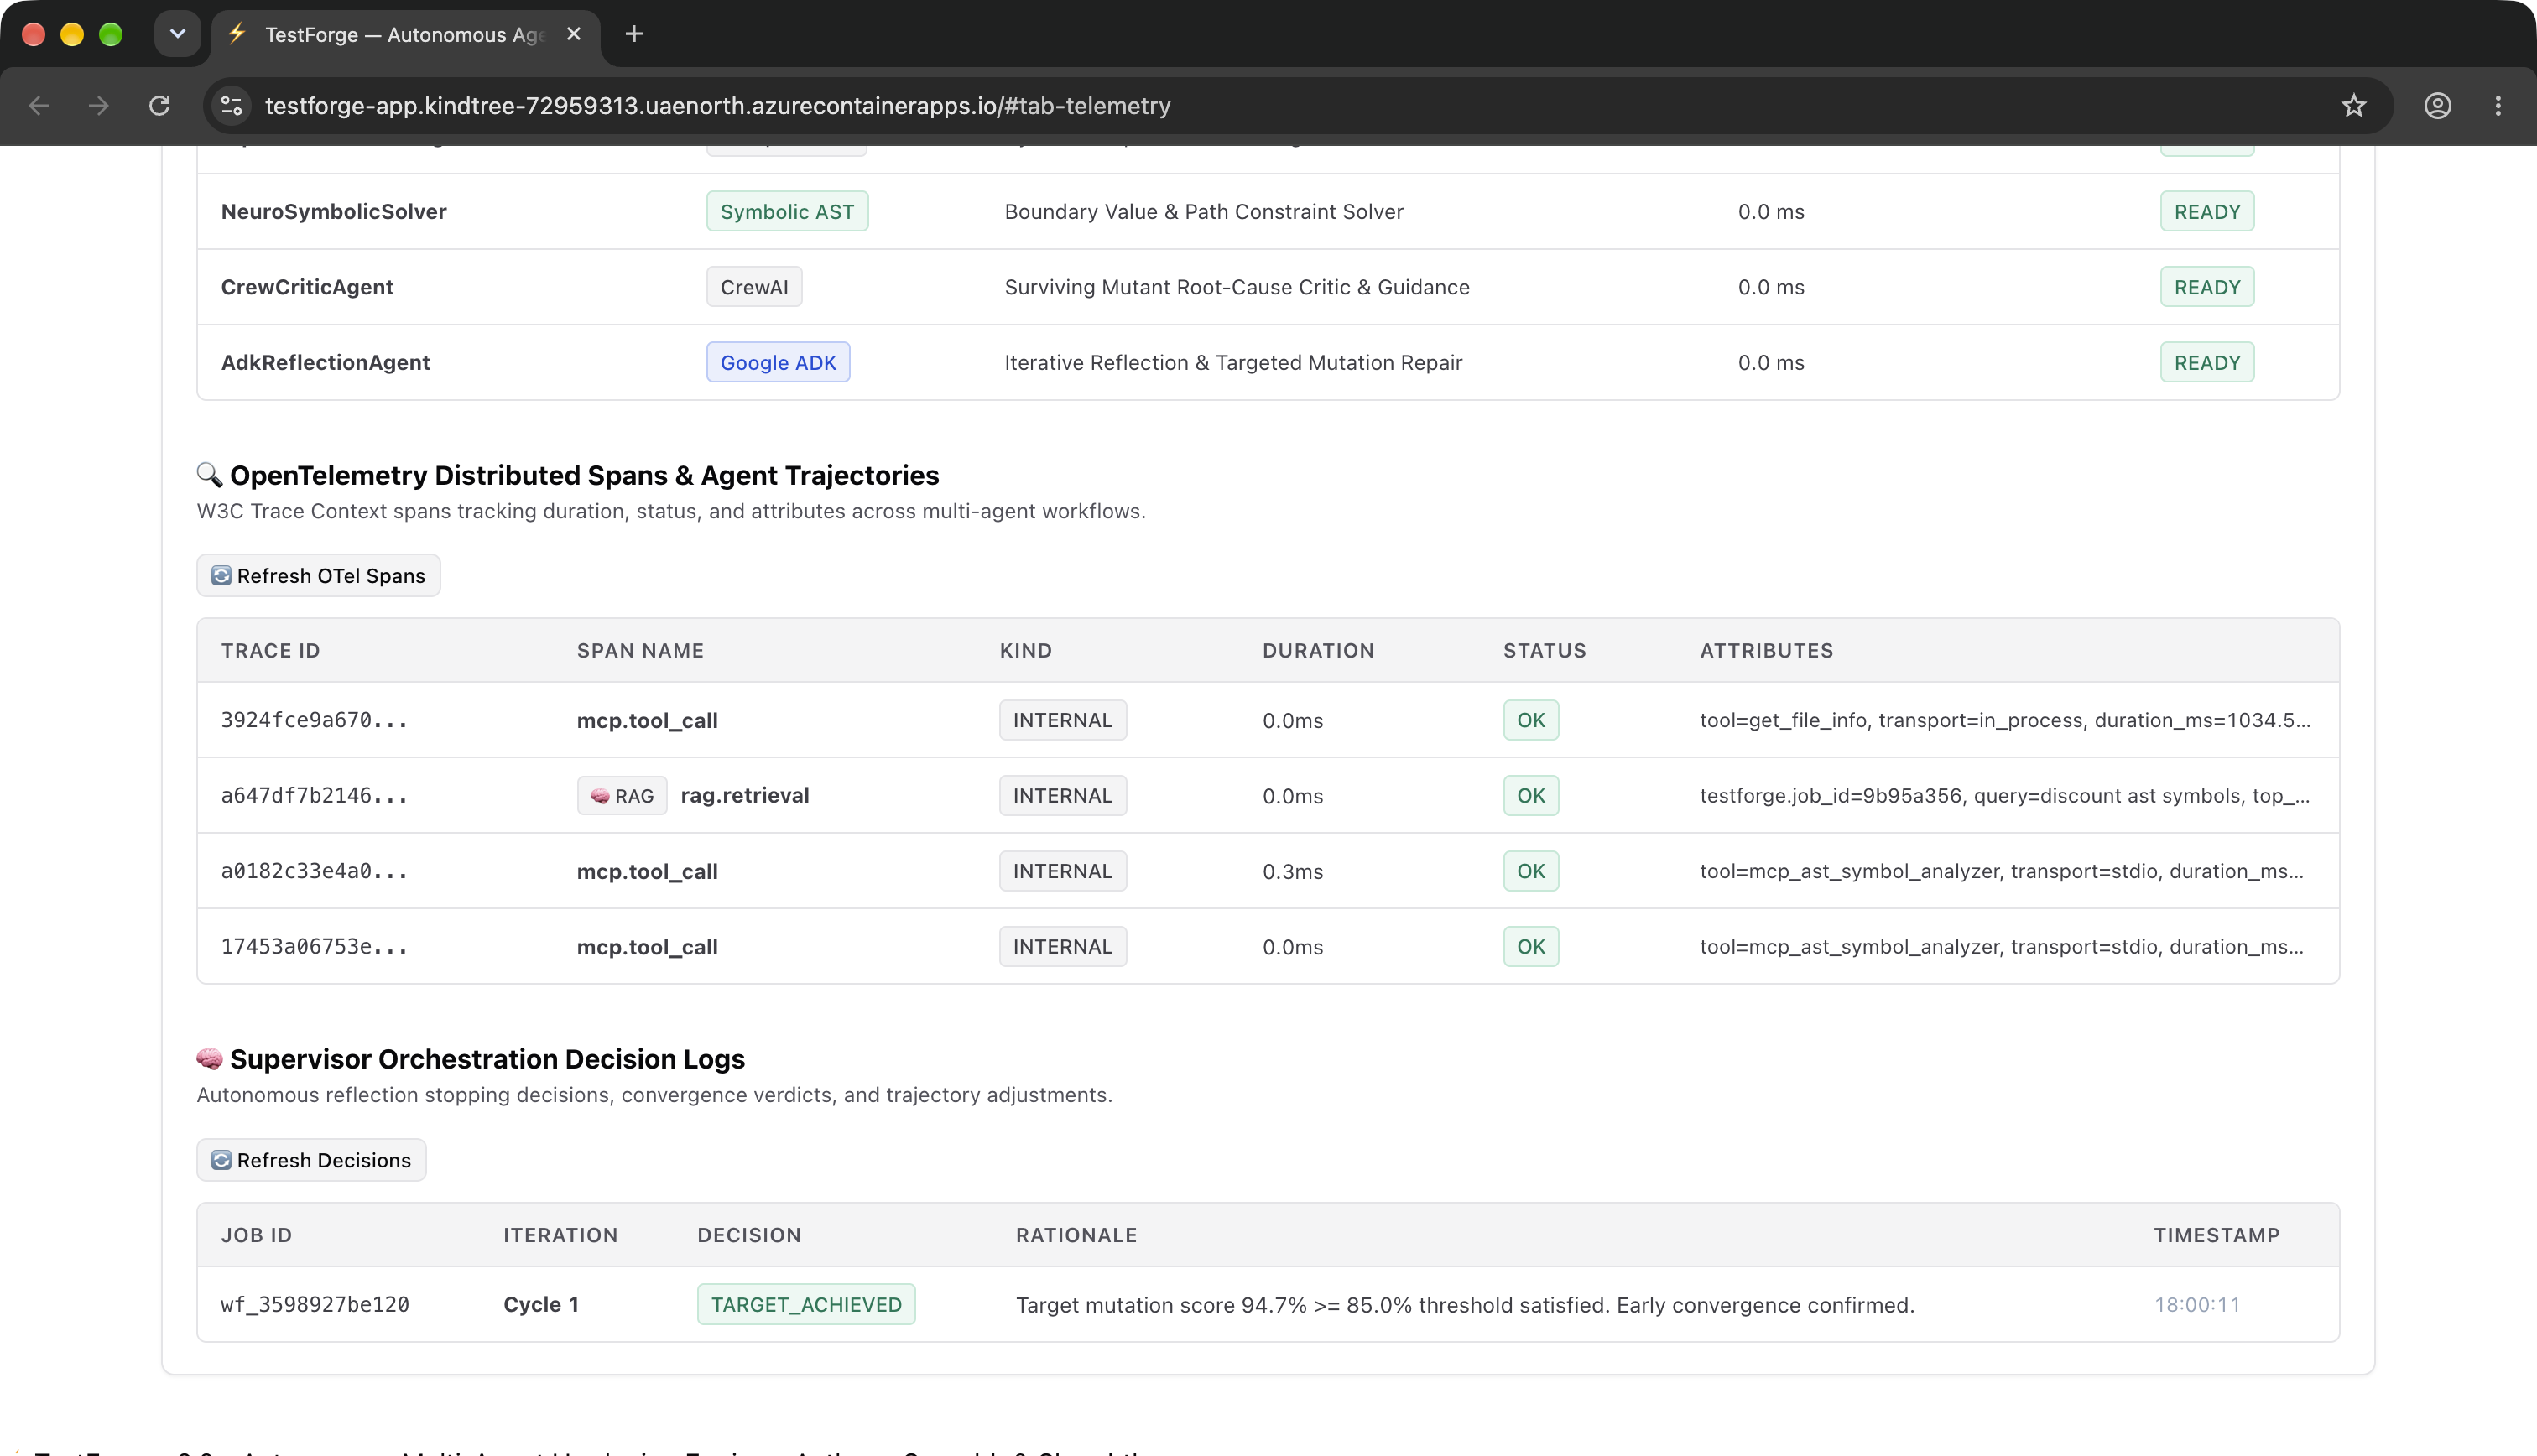 TestForge — Autonomous Age
testforge-app.kindtree-72959313.uaenorth.azurecontainerapps.io/#tab-telemetry
NeuroSymbolicSolver Symbolic AST Boundary Value & Path Constraint Solver 0.0 ms READY
CrewCriticAgent CrewAI Surviving Mutant Root-Cause Critic & Guidance 0.0 ms READY
AdkReflectionAgent Google ADK Iterative Reflection & Targeted Mutation Repair 0.0 ms READY
OpenTelemetry Distributed Spans & Agent Trajectories
W3C Trace Context spans tracking duration, status, and attributes across multi-agent workflows.
Refresh OTel Spans
TRACE ID SPAN NAME KIND DURATION STATUS ATTRIBUTES
3924fce9a670... mcp.tool_call INTERNAL 0.0ms OK tool=get_file_info, transport=in_process, duration_ms=1034.5...
a647df7b2146... RAG rag.retrieval INTERNAL 0.0ms OK testforge.job_id=9b95a356, query=discount ast symbols, top_...
a0182c33e4a0... mcp.tool_call INTERNAL 0.3ms OK tool=mcp_ast_symbol_analyzer, transport=stdio, duration_ms...
17453a06753e... mcp.tool_call INTERNAL 0.0ms OK tool=mcp_ast_symbol_analyzer, transport=stdio, duration_ms...
Supervisor Orchestration Decision Logs
Autonomous reflection stopping decisions, convergence verdicts, and trajectory adjustments.
Refresh Decisions
JOB ID ITERATION DECISION RATIONALE TIMESTAMP
wf_3598927be120 Cycle 1 TARGET_ACHIEVED Target mutation score 94.7% >= 85.0% threshold satisfied. Early convergence confirmed. 18:00:11